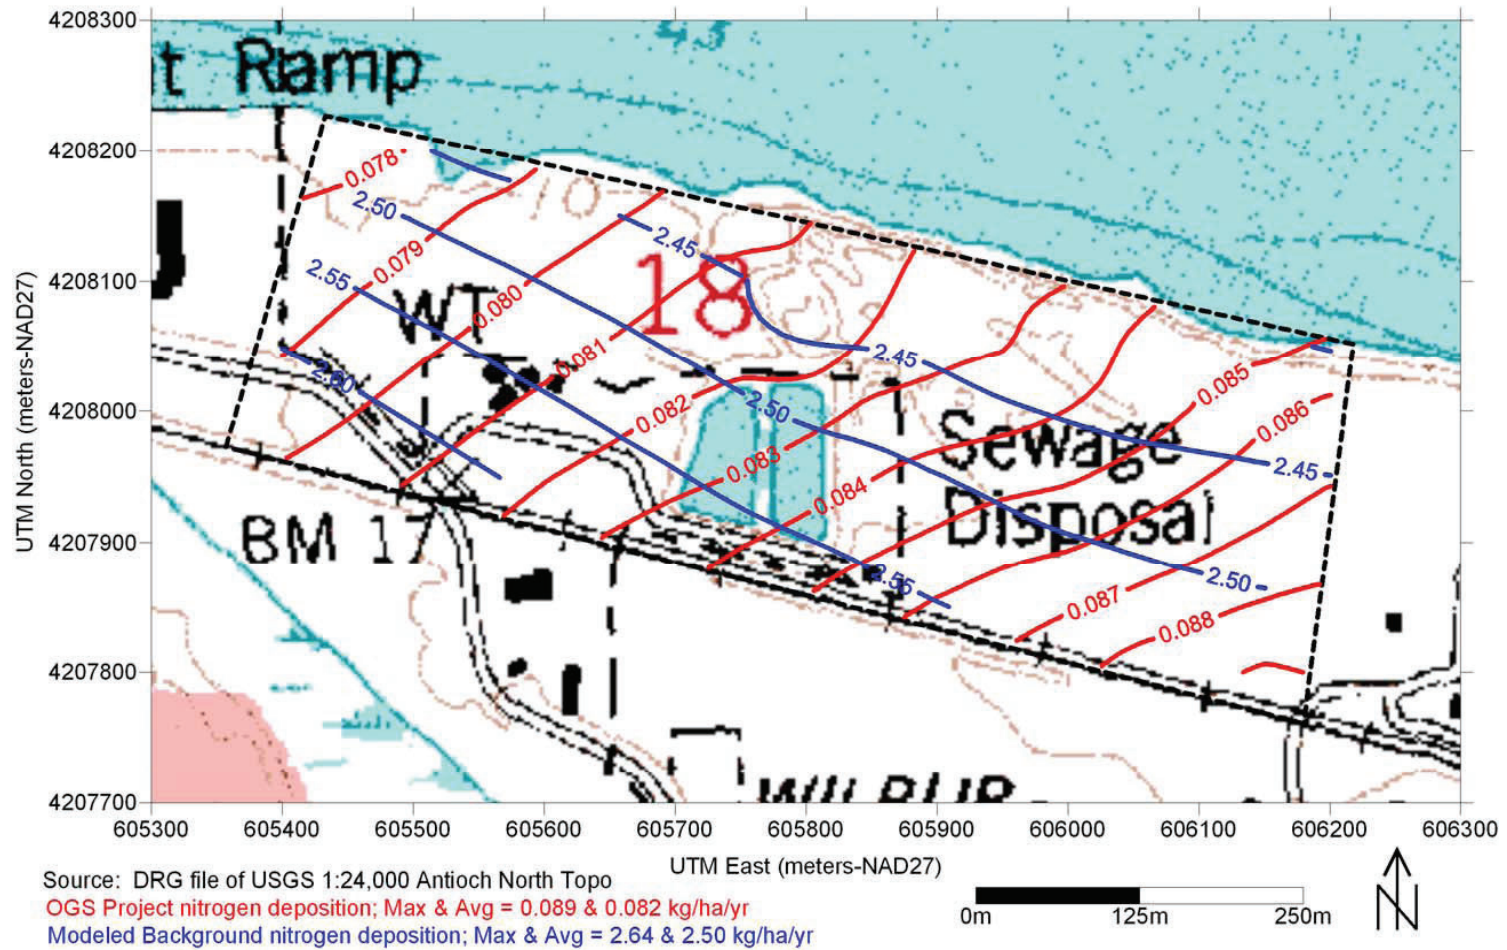 43
t Ramp
4208300
4208200
4208100
4208000
4207900
4207800
4207700
UTM North (meters-NAD27)
0.078
2.50
10
0.079
2.45
2.55
0.080
18
WT
0.081
2.45
2.60
0.085
0.082
2.50
0.086
Sewage
Disposal
0.083
2.45
0.084
BM 17
2.55
2.50
0.087
0.088
WILBUR
605300
605400
605500
605600
605700
605800
605900
606000
606100
606200
606300
UTM East (meters-NAD27)
Source: DRG file of USGS 1:24,000 Antioch North Topo
OGS Project nitrogen deposition; Max & Avg = 0.089 & 0.082 kg/ha/yr
Modeled Background nitrogen deposition; Max & Avg = 2.64 & 2.50 kg/ha/yr
0m
125m
250m
N